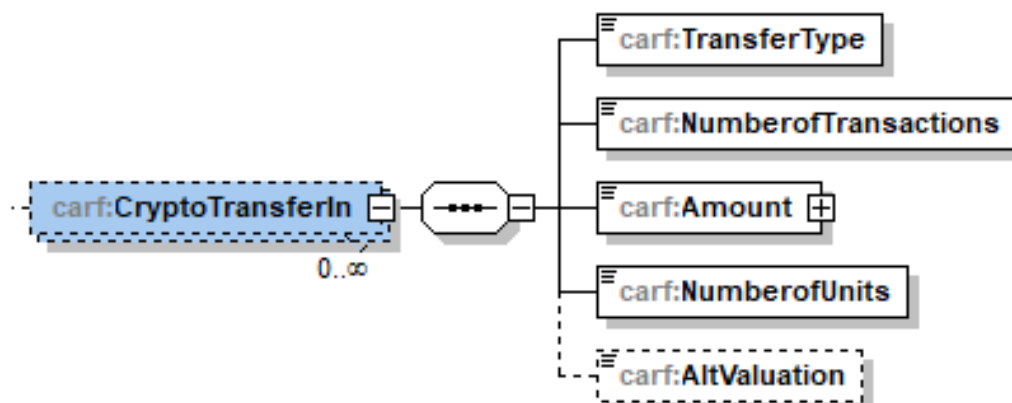 carf:TransferType
carf:NumberofTransactions
carf:CryptoTransferIn
carf:Amount
0..∞
carf:NumberofUnits
carf:AltValuation